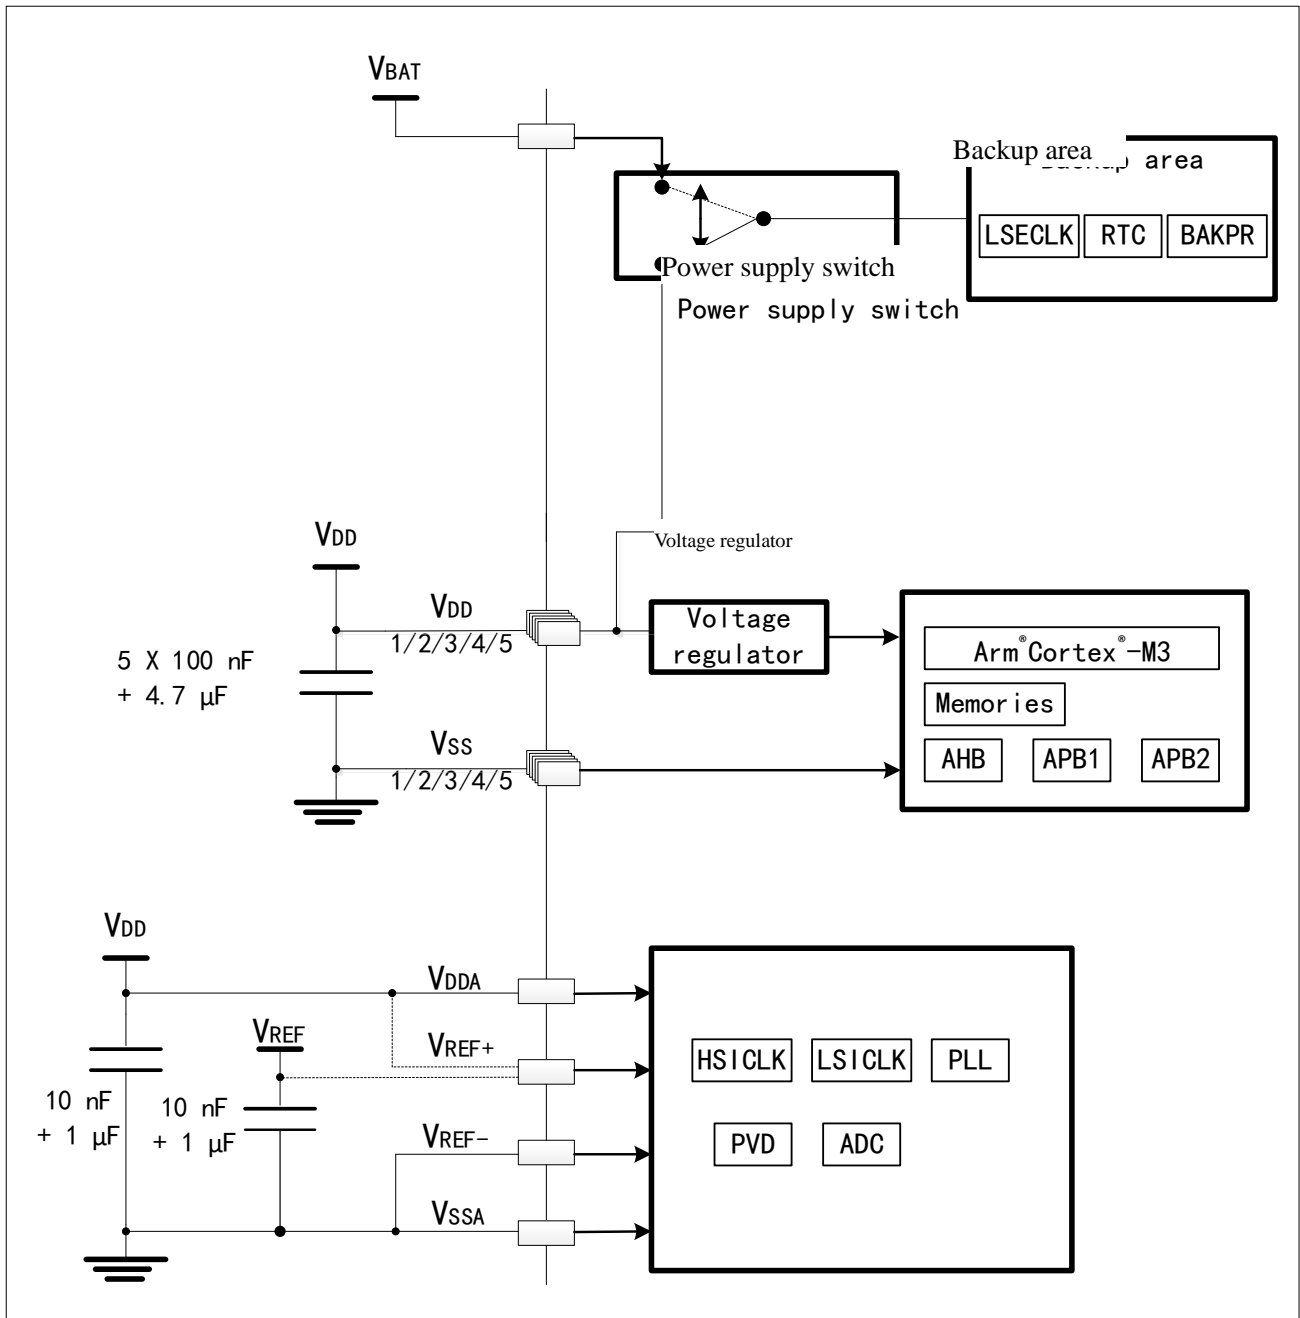 VBAT
Backup area
Backup area
LSECLK RTC BAKPR
Power supply switch
Power supply switch
VDD
Voltage regulator
VDD
1/2/3/4/5
Voltage
regulator
5 X 100 nF
+ 4.7 μF
Arm®Cortex®-M3
Memories
AHB APB1 APB2
VSS
1/2/3/4/5
VDD
VDDA
VREF
VREF+
HSICLK LSICLK PLL
10 nF
+ 1 μF
10 nF
+ 1 μF
VREF-
PVD ADC
VSSA